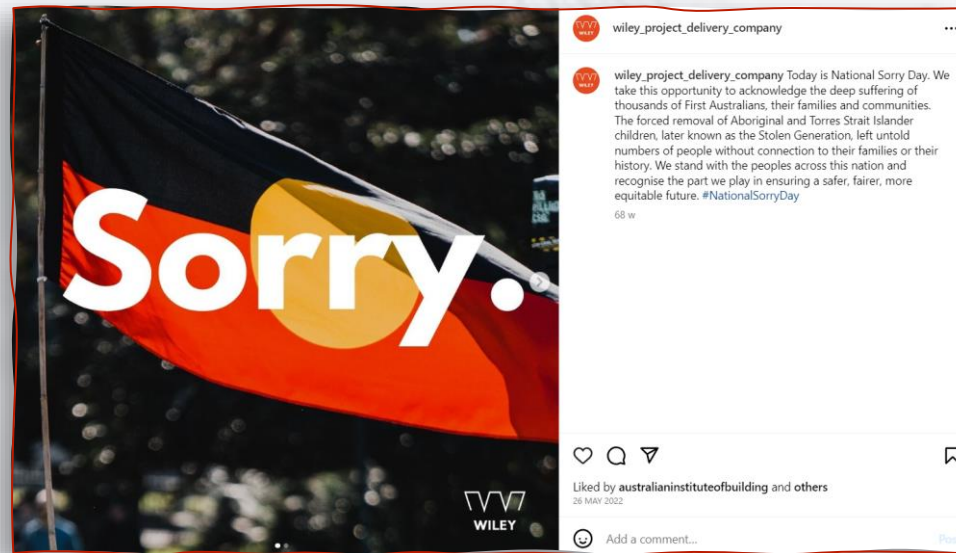 Sorry.
WILEY
WILEY
wiley_project_delivery_company
WILEY
wiley_project_delivery_company Today is National Sorry Day. We
take this opportunity to acknowledge the deep suffering of
thousands of First Australians, their families and communities.
The forced removal of Aboriginal and Torres Strait Islander
children, later known as the Stolen Generation, left untold
numbers of people without connection to their families or their
history. We stand with the peoples across this nation and
recognise the part we play in ensuring a safer, fairer, more
equitable future. #NationalSorryDay
68 w
Liked by australianinstituteofbuilding and others
26 MAY 2022
Add a comment...